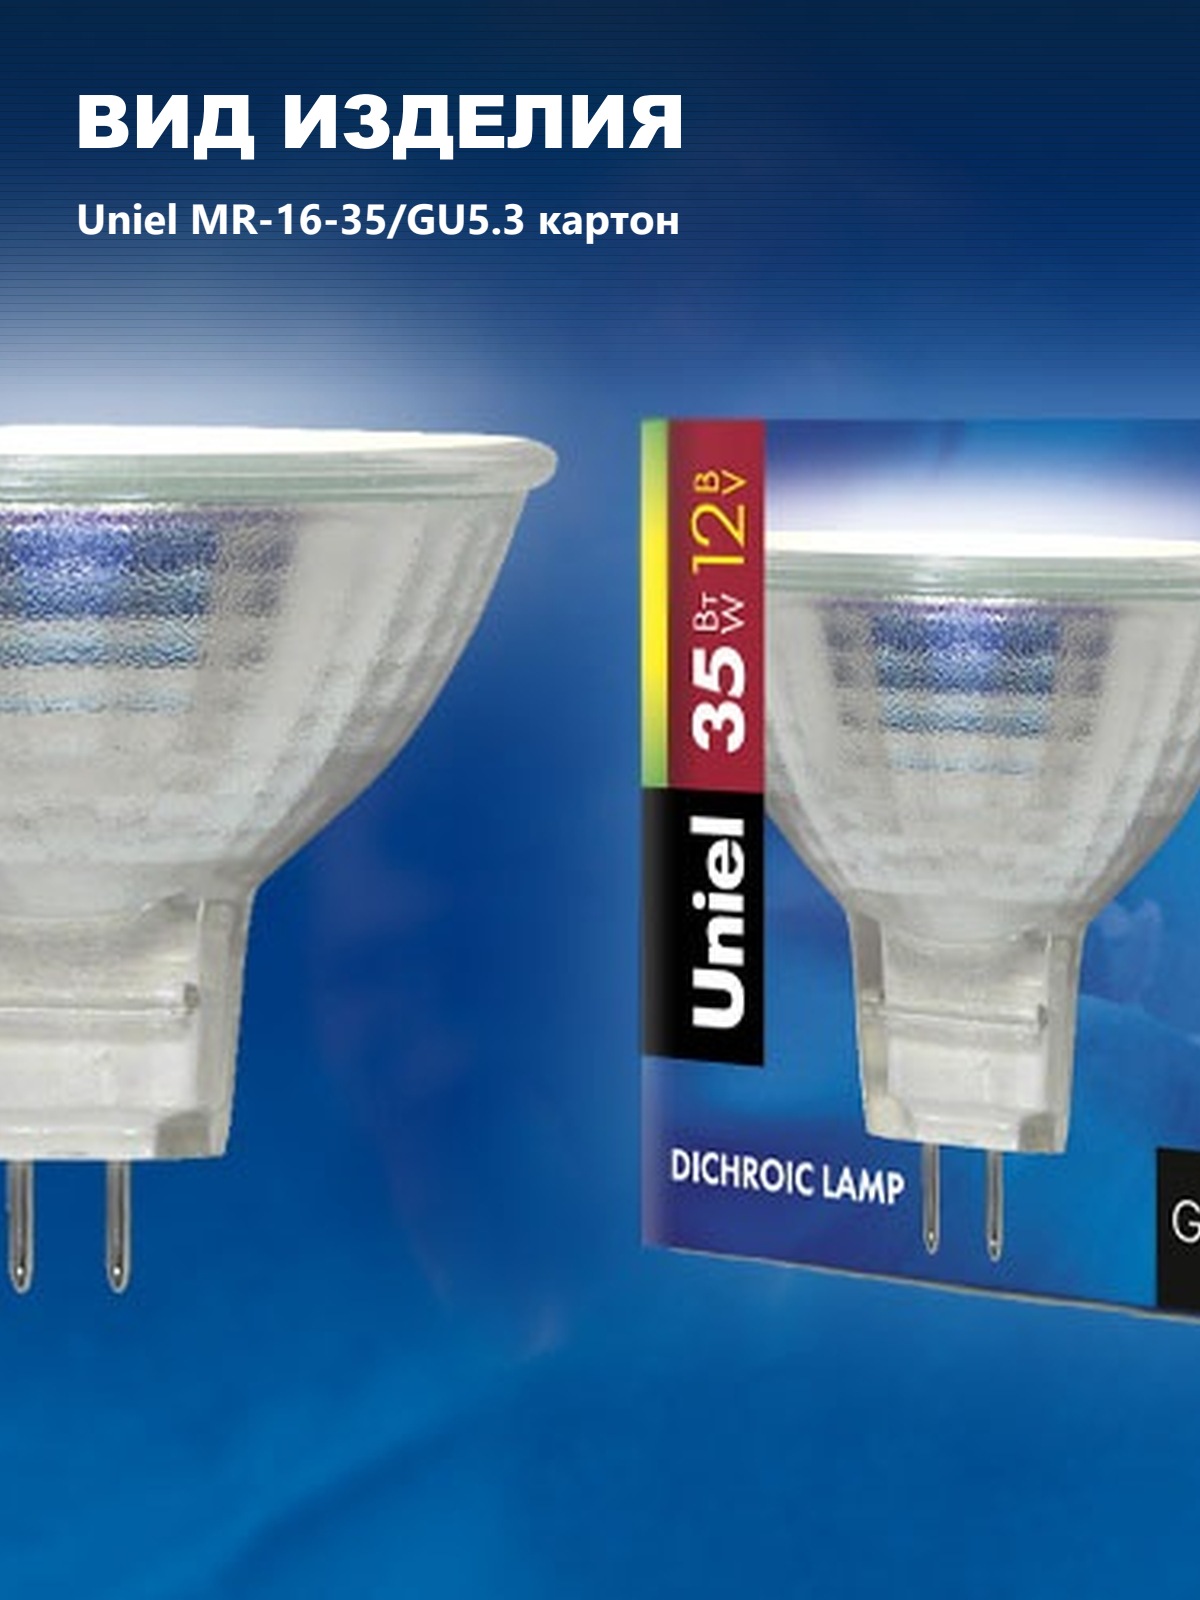 ВИД ИЗДЕЛИЯ
Uniel MR-16-35/GU5.3 картон
35 Вт W 12 В V
Uniel
DICHROIC LAMP
G